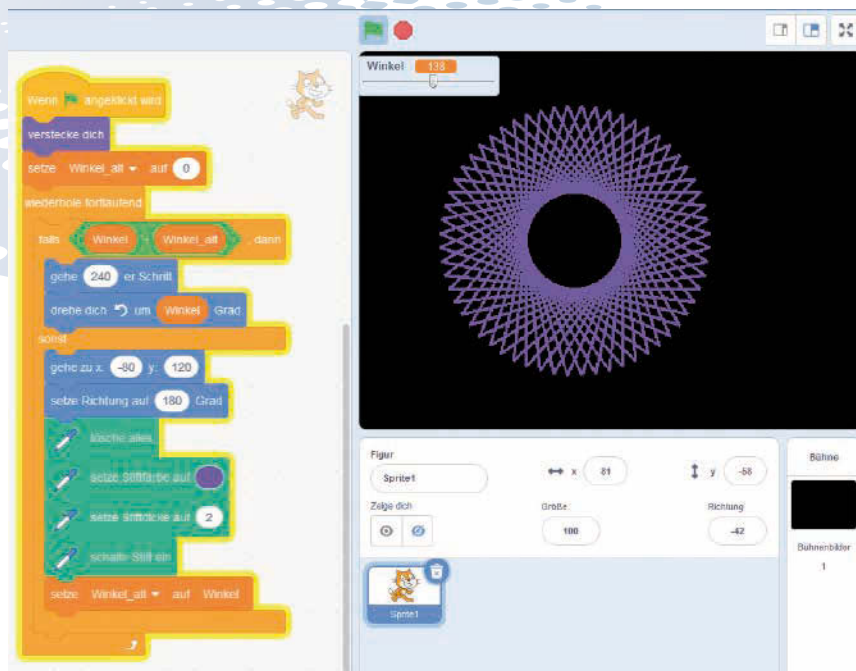 Wenn angeklickt wird
verstecke dich
setze Winkel_alt auf 0
wiederhole fortlaufend
falls Winkel = Winkel_alt , dann
gehe 240 er Schritt
drehe dich um Winkel Grad
sonst
gehe zu x: -80 y: 120
setze Richtung auf 180 Grad
lösche alles
setze Stiftfarbe auf
setze Stiftdicke auf 2
schalte Stift ein
setze Winkel_alt auf Winkel
Winkel 138
Figur
Sprite1
x 81
y -58
Zeige dich
Größe
Richtung
100
-42
Sprite1
Bühne
Bühnenbilder
1